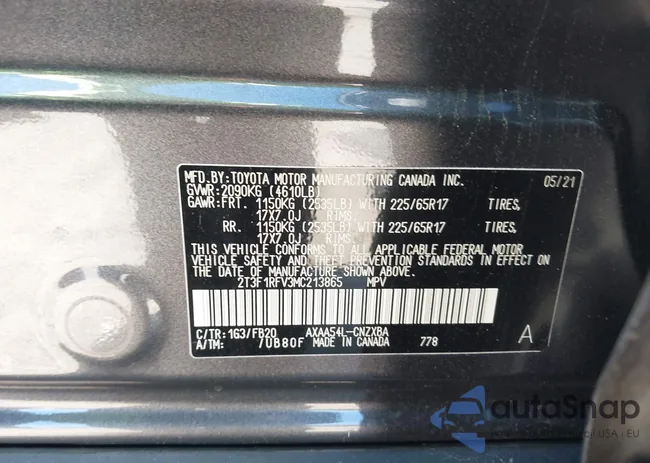 MFD.BY:TOYOTA MOTOR MANUFACTURING CANADA INC. 05/21
GVWR:2090KG (4610LB)
GAWR:FRT. 1150KG (2535LB) WITH 225/65R17 TIRES,
17X7.0J RIMS,
RR. 1150KG (2535LB) WITH 225/65R17 TIRES,
17X7.0J RIMS,
THIS VEHICLE CONFORMS TO ALL APPLICABLE FEDERAL MOTOR
VEHICLE SAFETY AND THEFT PREVENTION STANDARDS IN EFFECT
ON THE DATE OF MANUFACTURE SHOWN ABOVE.
2T3F1RFV3MC213865 MPV
C/TR:1G3/FB20 AXAA54L-CNZXBA
A/TM: /UB80F MADE IN CANADA 778 A
autoSnap
USA | EU